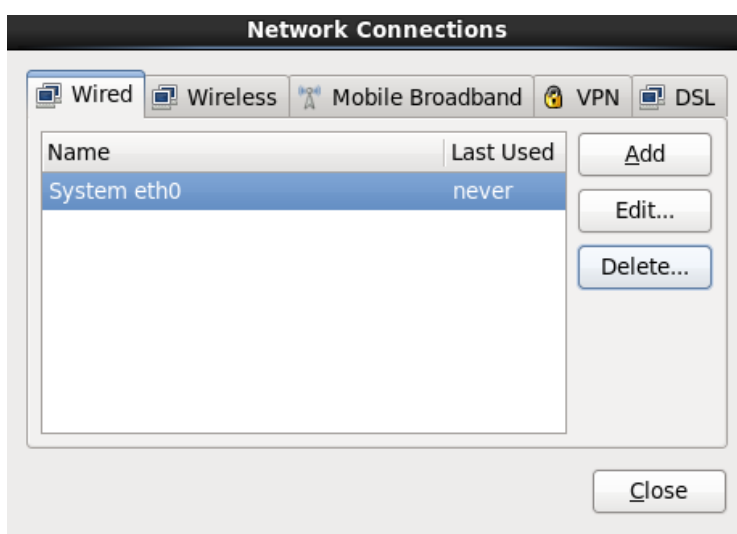 Network Connections
Wired Wireless Mobile Broadband VPN DSL
Name Last Used
System eth0 never
Add
Edit...
Delete...
Close